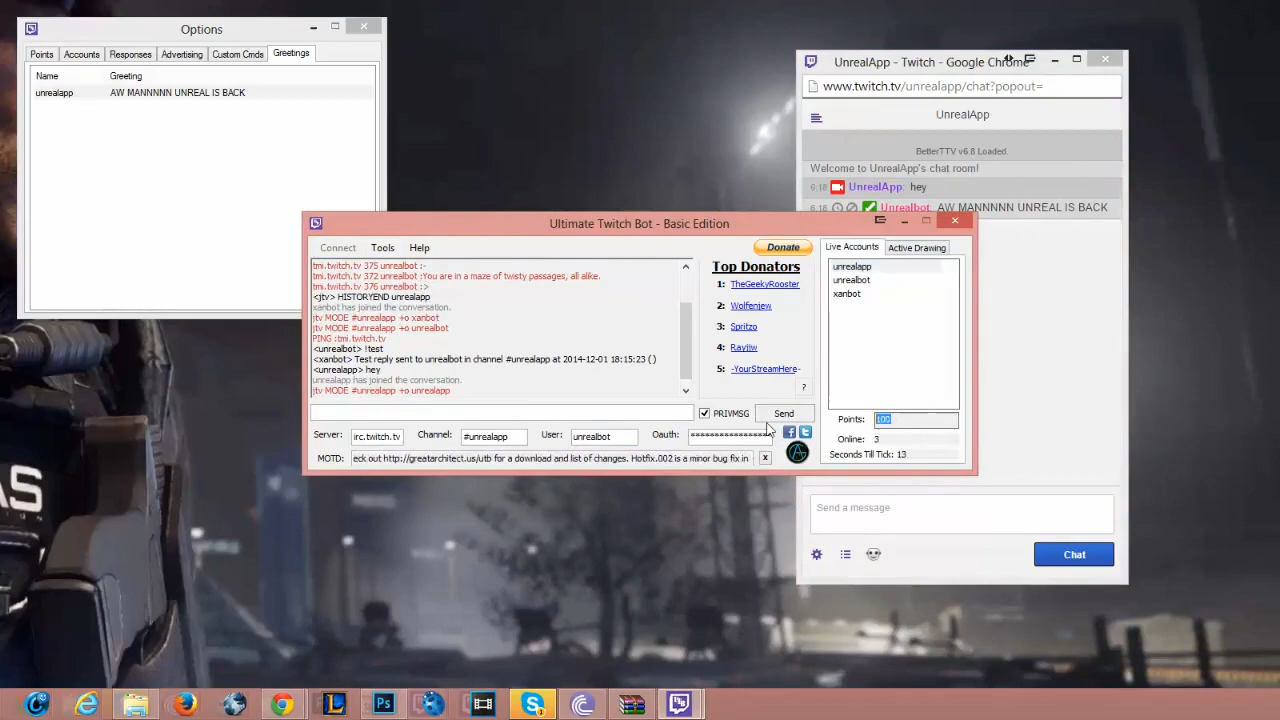 Options
Points Accounts Responses Advertising Custom Cmds Greetings
Name Greeting
unrealapp AW MANNNNN UNREAL IS BACK
UnrealApp - Twitch - Google Chrome
www.twitch.tv/unrealapp/chat?popout=
UnrealApp
BetterTTV v6.8 Loaded.
Welcome to UnrealApp's chat room!
6:16 UnrealApp: hey
6:16 Unrealbot: AW MANNNNN UNREAL IS BACK
Send a message
Chat
Ultimate Twitch Bot - Basic Edition
Connect Tools Help
Donate
tmi.twitch.tv 375 unrealbot :-
tmi.twitch.tv 372 unrealbot :You are in a maze of twisty passages, all alike.
tmi.twitch.tv 376 unrealbot :>
<jtv> HISTORYEND unrealapp
xanbot has joined the conversation.
jtv MODE #unrealapp +o xanbot
jtv MODE #unrealapp +o unrealbot
PING :tmi.twitch.tv
<unrealbot> !test
<xanbot> Test reply sent to unrealbot in channel #unrealapp at 2014-12-01 18:15:23 ()
<unrealapp> hey
unrealapp has joined the conversation.
jtv MODE #unrealapp +o unrealapp
Top Donators
1: TheGeekyRooster
2: Wolfenjew
3: Spritzo
4: Rayiiw
5: -YourStreamHere-
?
PRIVMSG Send
Server: irc.twitch.tv Channel: #unrealapp User: unrealbot Oauth: ****************
MOTD: eck out http://greatarchitect.us/utb for a download and list of changes. Hotfix.002 is a minor bug fix in x
Live Accounts Active Drawing
unrealapp
unrealbot
xanbot
Points: 100
Online: 3
Seconds Till Tick: 13
AS
Ps